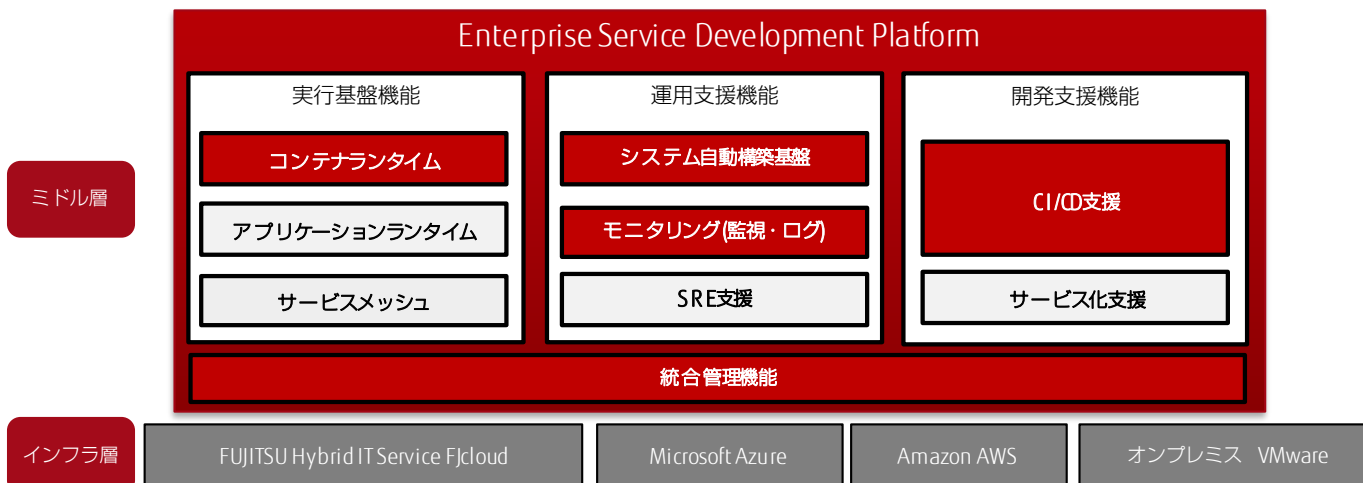 Enterprise Service Development Platform
実行基盤機能
コンテナランタイム
アプリケーションランタイム
サービスメッシュ
運用支援機能
システム自動構築基盤
モニタリング(監視・ログ)
SRE支援
開発支援機能
CI/CD支援
サービス化支援
統合管理機能
ミドル層
インフラ層
FUJITSU Hybrid IT Service FJcloud
Microsoft Azure
Amazon AWS
オンプレミス VMware